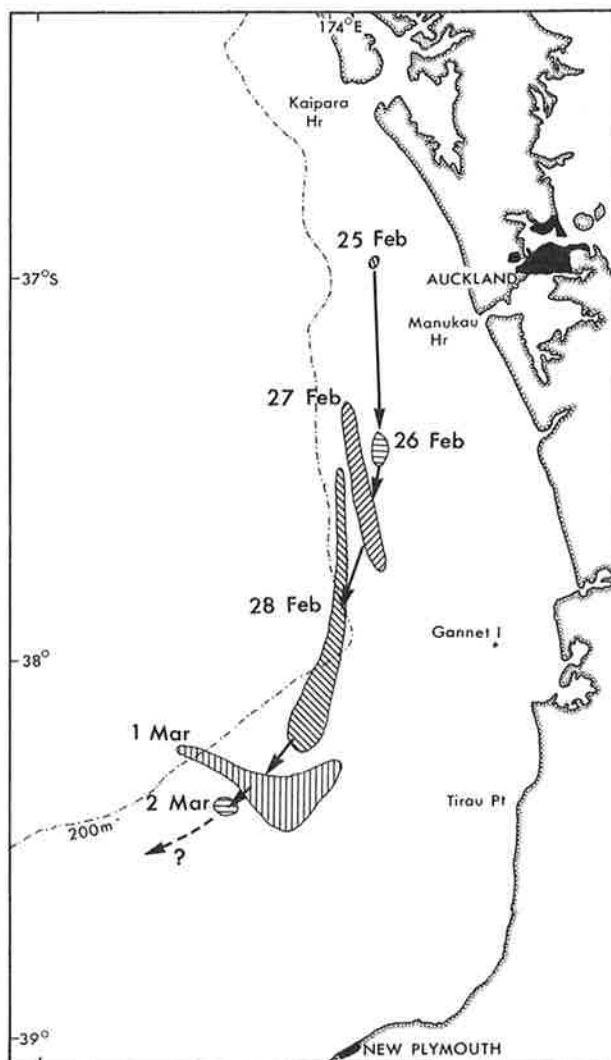 174°E
Kaipara
Hr
25 Feb
37°S
AUCKLAND
Manukau
Hr
27 Feb
26 Feb
28 Feb
Gannet I
38°
1 Mar
2 Mar
Tirau Pt
200m
?
39°
NEW PLYMOUTH